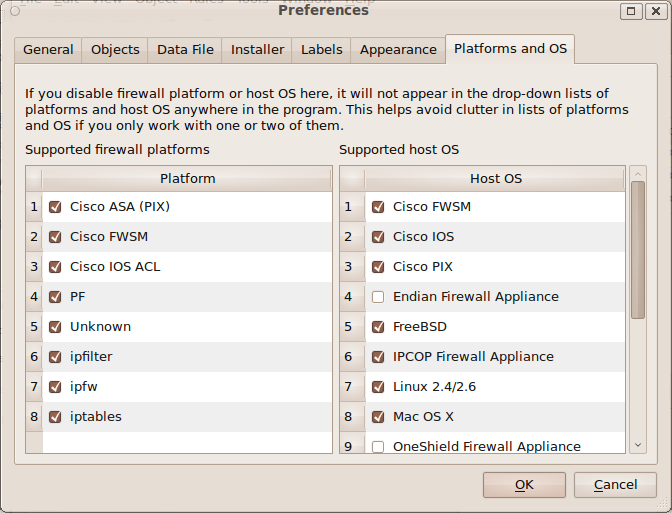 Preferences
General Objects Data File Installer Labels Appearance Platforms and OS
If you disable firewall platform or host OS here, it will not appear in the drop-down lists of
platforms and host OS anywhere in the program. This helps avoid clutter in lists of platforms
and OS if you only work with one or two of them.
Supported firewall platforms
Platform
1 Cisco ASA (PIX)
2 Cisco FWSM
3 Cisco IOS ACL
4 PF
5 Unknown
6 ipfilter
7 ipfw
8 iptables
Supported host OS
Host OS
1 Cisco FWSM
2 Cisco IOS
3 Cisco PIX
4 Endian Firewall Appliance
5 FreeBSD
6 IPCOP Firewall Appliance
7 Linux 2.4/2.6
8 Mac OS X
9 OneShield Firewall Appliance
OK Cancel